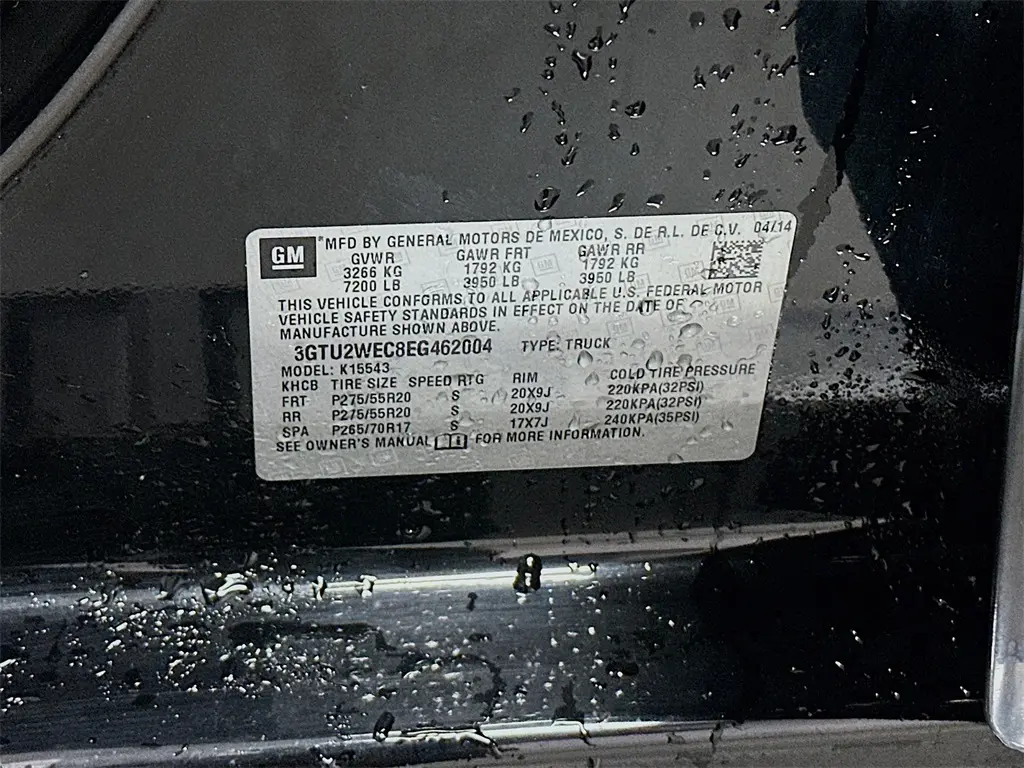 GM ®MFD BY GENERAL MOTORS DE MEXICO, S. DE R.L. DE C.V. 04/14
GVWR GAWR FRT GAWR RR
3266 KG 1792 KG 1792 KG
7200 LB 3950 LB 3950 LB
THIS VEHICLE CONFORMS TO ALL APPLICABLE U.S. FEDERAL MOTOR
VEHICLE SAFETY STANDARDS IN EFFECT ON THE DATE OF
MANUFACTURE SHOWN ABOVE.
3GTU2WEC8EG462004 TYPE: TRUCK
MODEL: K15543
KHCB TIRE SIZE SPEED RTG RIM COLD TIRE PRESSURE
FRT P275/55R20 S 20X9J 220KPA(32PSI)
RR P275/55R20 S 20X9J 220KPA(32PSI)
SPA P265/70R17 S 17X7J 240KPA(35PSI)
SEE OWNER'S MANUAL FOR MORE INFORMATION.